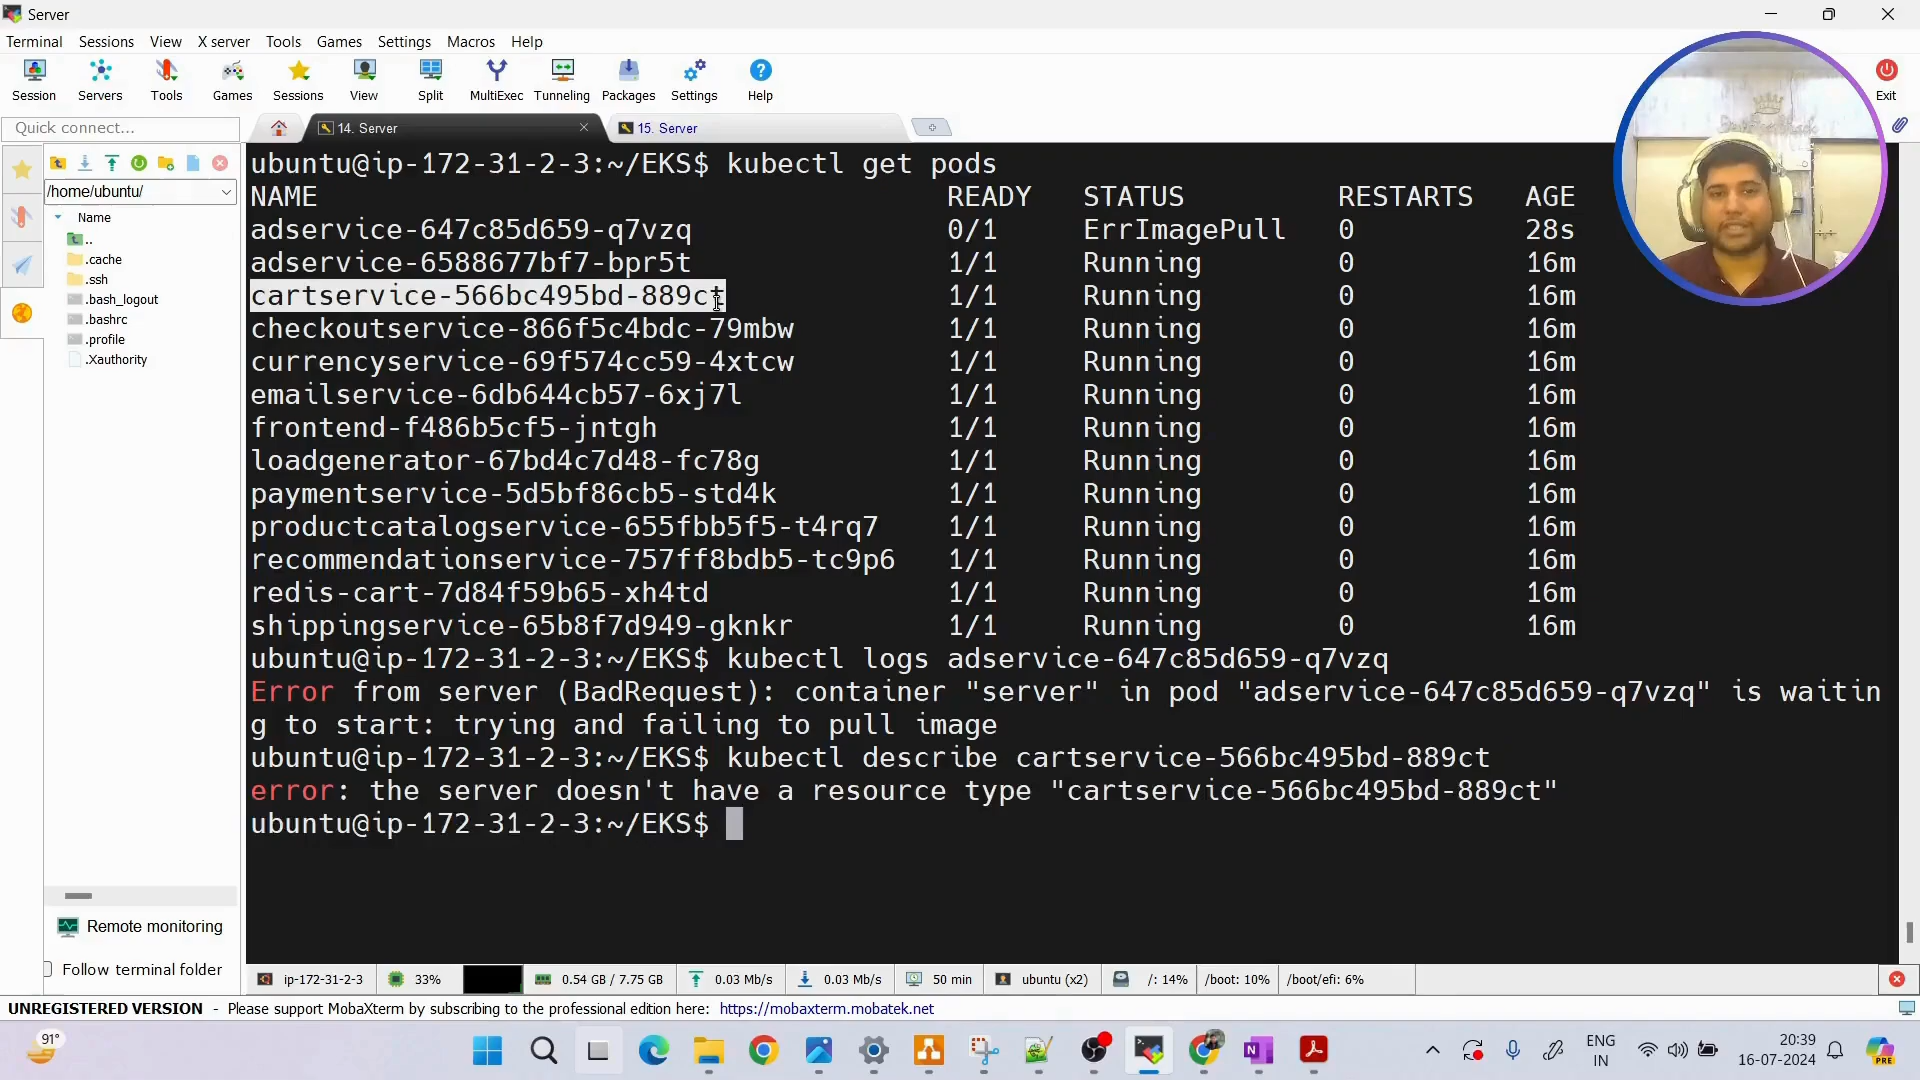 Server
Terminal Sessions View X server Tools Games Settings Macros Help
Session Servers Tools Games Sessions View Split MultiExec Tunneling Packages Settings Help Exit
Quick connect...
14. Server
15. Server
/home/ubuntu/
Name
..
.cache
.ssh
.bash_logout
.bashrc
.profile
.Xauthority
ubuntu@ip-172-31-2-3:~/EKS$ kubectl get pods
NAME READY STATUS RESTARTS AGE
adservice-647c85d659-q7vzq 0/1 ErrImagePull 0 28s
adservice-6588677bf7-bpr5t 1/1 Running 0 16m
cartservice-566bc495bd-889ct 1/1 Running 0 16m
checkoutservice-866f5c4bdc-79mbw 1/1 Running 0 16m
currencyservice-69f574cc59-4xtcw 1/1 Running 0 16m
emailservice-6db644cb57-6xj7l 1/1 Running 0 16m
frontend-f486b5cf5-jntgh 1/1 Running 0 16m
loadgenerator-67bd4c7d48-fc78g 1/1 Running 0 16m
paymentservice-5d5bf86cb5-std4k 1/1 Running 0 16m
productcatalogservice-655fbb5f5-t4rq7 1/1 Running 0 16m
recommendationservice-757ff8bdb5-tc9p6 1/1 Running 0 16m
redis-cart-7d84f59b65-xh4td 1/1 Running 0 16m
shippingservice-65b8f7d949-gknkr 1/1 Running 0 16m
ubuntu@ip-172-31-2-3:~/EKS$ kubectl logs adservice-647c85d659-q7vzq
Error from server (BadRequest): container "server" in pod "adservice-647c85d659-q7vzq" is waitin
g to start: trying and failing to pull image
ubuntu@ip-172-31-2-3:~/EKS$ kubectl describe cartservice-566bc495bd-889ct
error: the server doesn't have a resource type "cartservice-566bc495bd-889ct"
ubuntu@ip-172-31-2-3:~/EKS$
Remote monitoring
Follow terminal folder
ip-172-31-2-3 33% 0.54 GB / 7.75 GB 0.03 Mb/s 0.03 Mb/s 50 min ubuntu (x2) /: 14% /boot: 10% /boot/efi: 6%
UNREGISTERED VERSION - Please support MobaXterm by subscribing to the professional edition here: https://mobaxterm.mobatek.net
91°
ENG
IN
20:39
16-07-2024
PRE